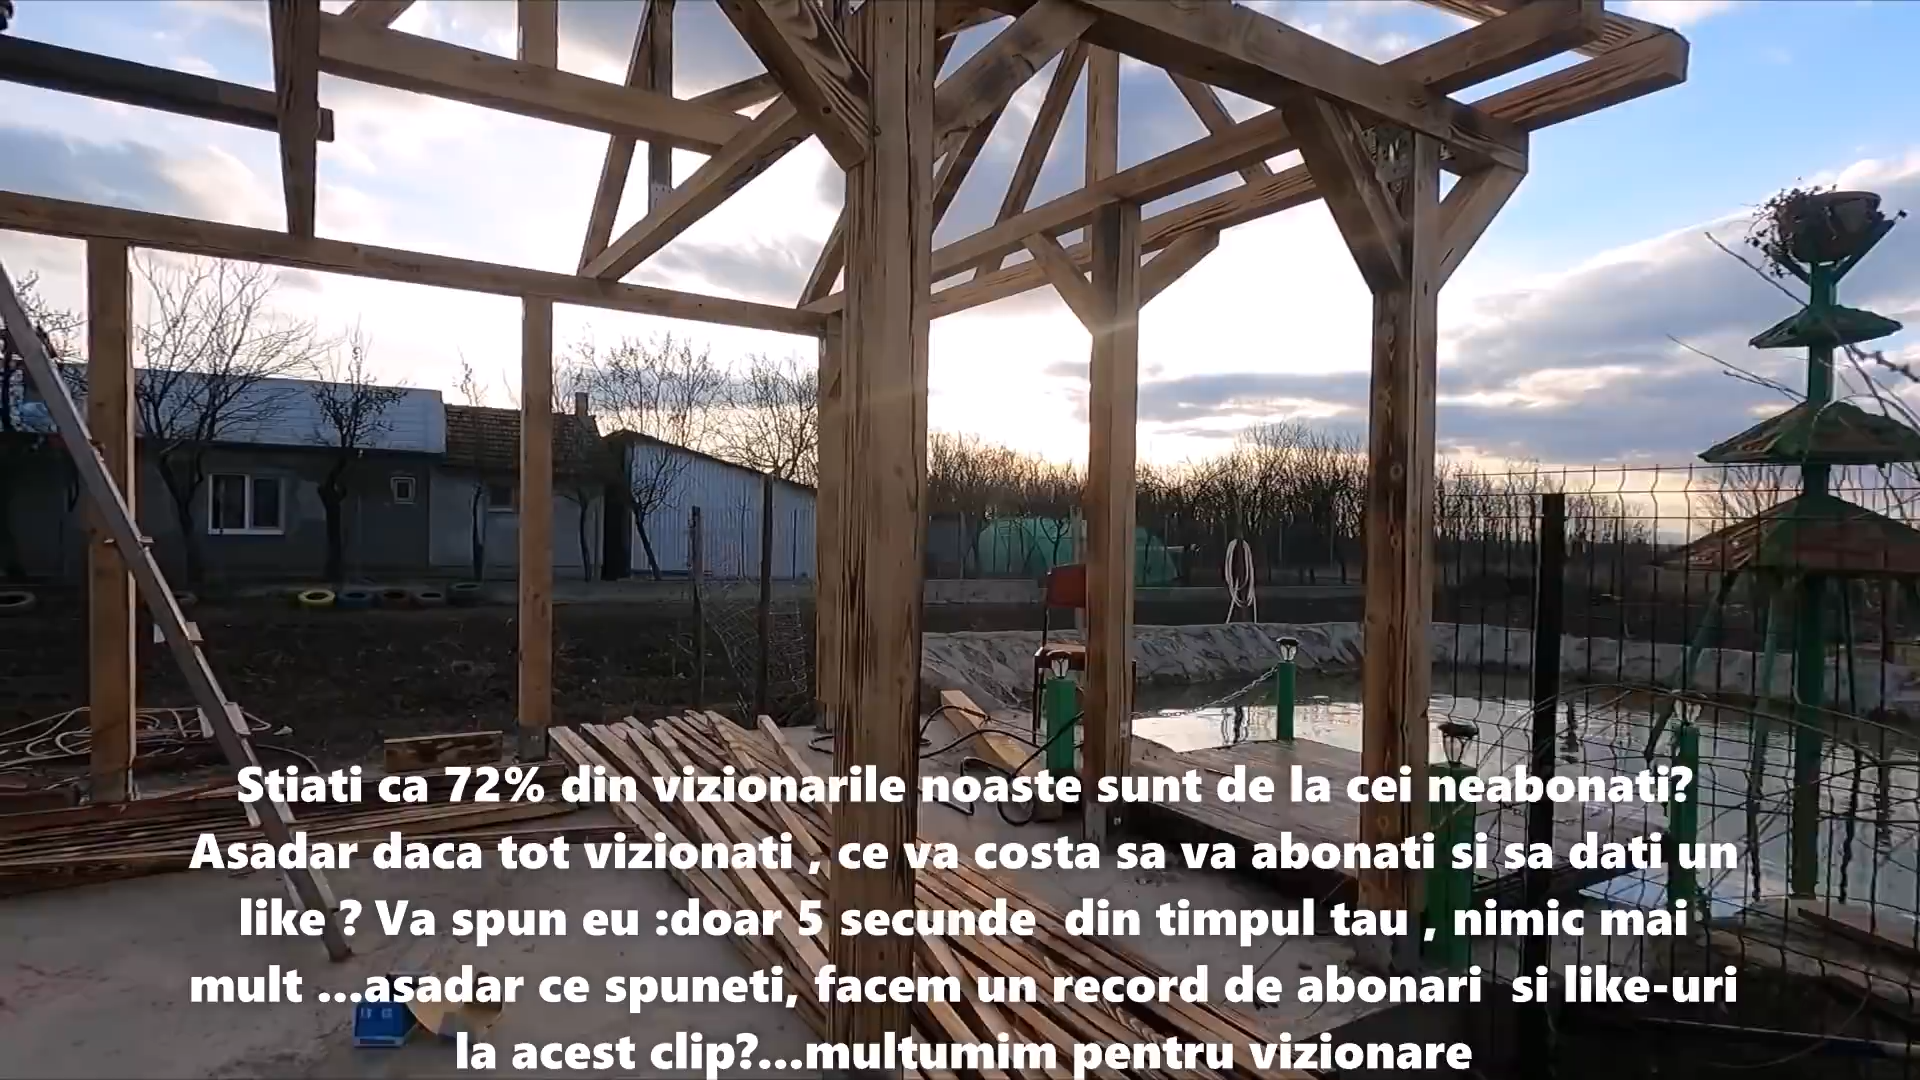 Stiati ca 72% din vizionarile noaste sunt de la cei neabonati?
Asadar daca tot vizionati , ce va costa sa va abonati si sa dati un
like ? Va spun eu :doar 5 secunde  din timpul tau , nimic mai
mult ...asadar ce spuneti, facem un record de abonari  si like-uri
la acest clip?...multumim pentru vizionare